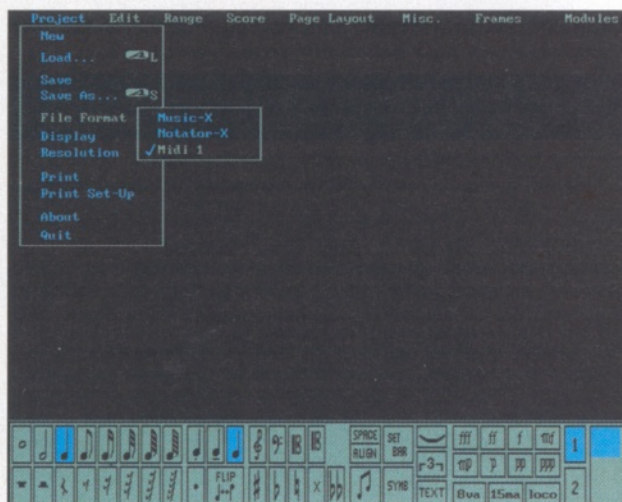 Project Edit Range Score Page Layout Misc. Frames Modules
New
Load... L
Save
Save As... S
File Format
Music-X
Display
Notator-X
Resolution
✓Midi 1
Print
Print Set-Up
About
Quit
SPACE SET BAR fff ff f mf 1
ALIGN
3 mp p pp ppp
FLIP X SYMB TEXT 8va 15ma loco 2